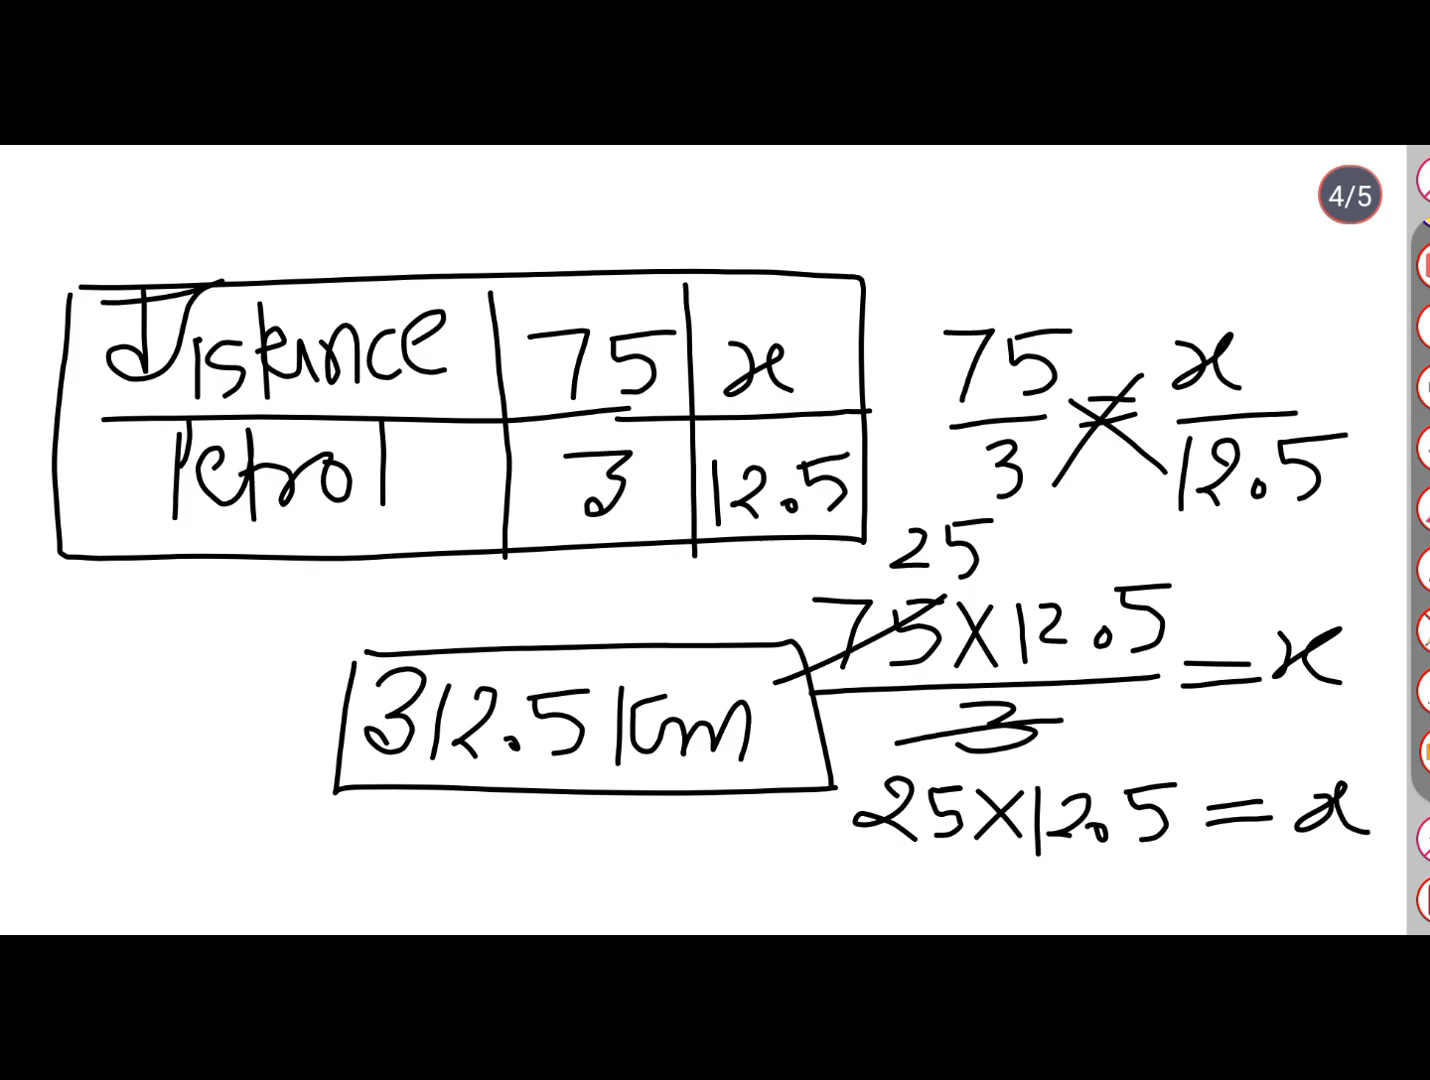 4/5
Distance 75 x
Petrol 3 12.5
75/3 = x/12.5
25
75×12.5/3 = x
25×12.5 = x
312.5 km